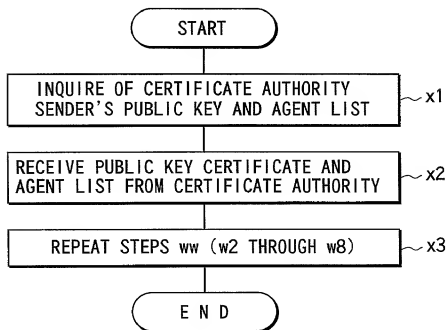 START
INQUIRE OF CERTIFICATE AUTHORITY
SENDER'S PUBLIC KEY AND AGENT LIST
x1
RECEIVE PUBLIC KEY CERTIFICATE AND
AGENT LIST FROM CERTIFICATE AUTHORITY
x2
REPEAT STEPS ww (w2 THROUGH w8)
x3
END